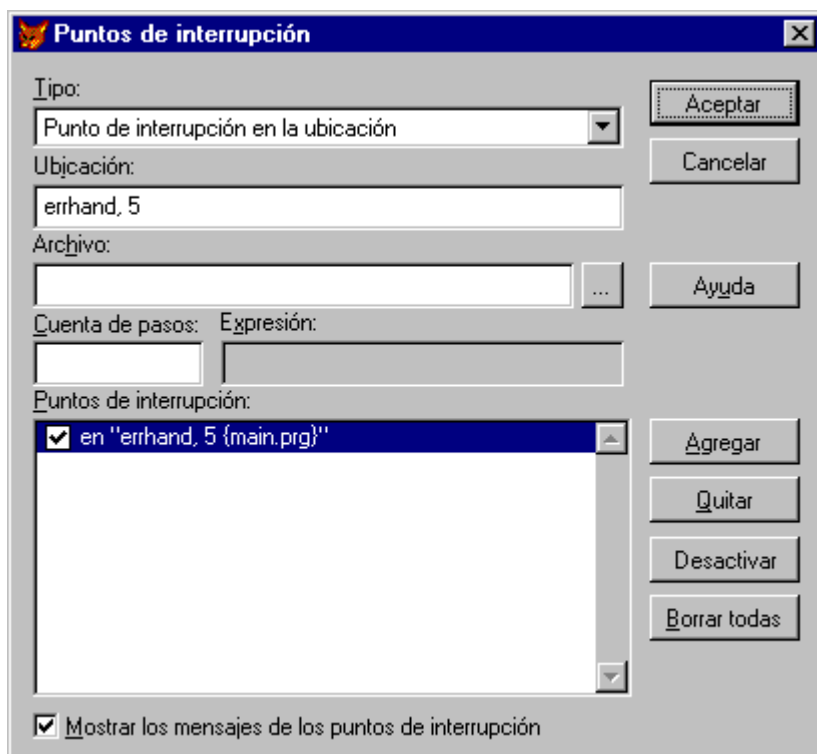 Puntos de interrupción
Tipo:
Punto de interrupción en la ubicación
Aceptar
Ubicación:
Cancelar
errhand, 5
Archivo:
...
Ayuda
Cuenta de pasos: Expresión:
Puntos de interrupción:
en "errhand, 5 {main.prg}"
Agregar
Quitar
Desactivar
Borrar todas
Mostrar los mensajes de los puntos de interrupción